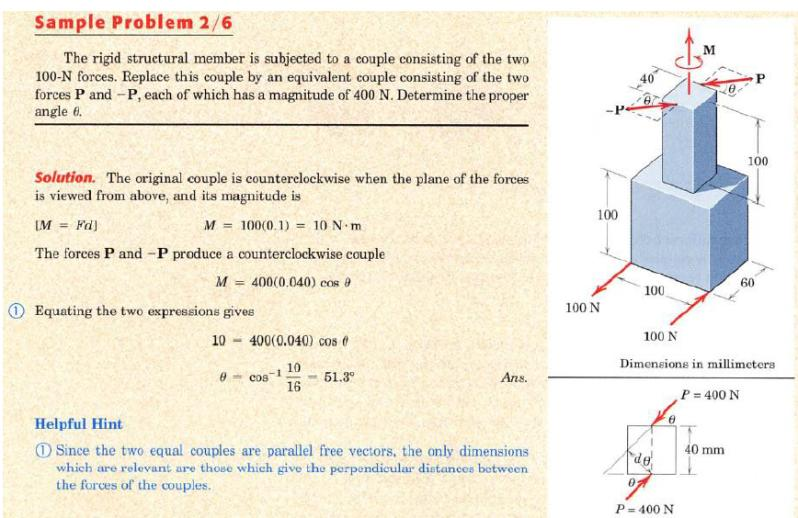 Sample Problem 2/6
The rigid structural member is subjected to a couple consisting of the two
100-N forces. Replace this couple by an equivalent couple consisting of the two
forces P and −P, each of which has a magnitude of 400 N. Determine the proper
angle θ.
Solution. The original couple is counterclockwise when the plane of the forces
is viewed from above, and its magnitude is
[M = Fd] M = 100(0.1) = 10 N·m
The forces P and −P produce a counterclockwise couple
M = 400(0.040) cos θ
① Equating the two expressions gives
10 = 400(0.040) cos θ
θ = cos⁻¹ 10/16 = 51.3° Ans.
Helpful Hint
① Since the two equal couples are parallel free vectors, the only dimensions
which are relevant are those which give the perpendicular distances between
the forces of the couples.
M
40
P
θ
θ
−P
100
100
100
60
100 N
100 N
Dimensions in millimeters
P = 400 N
θ
40 mm
d
θ
θ
P = 400 N